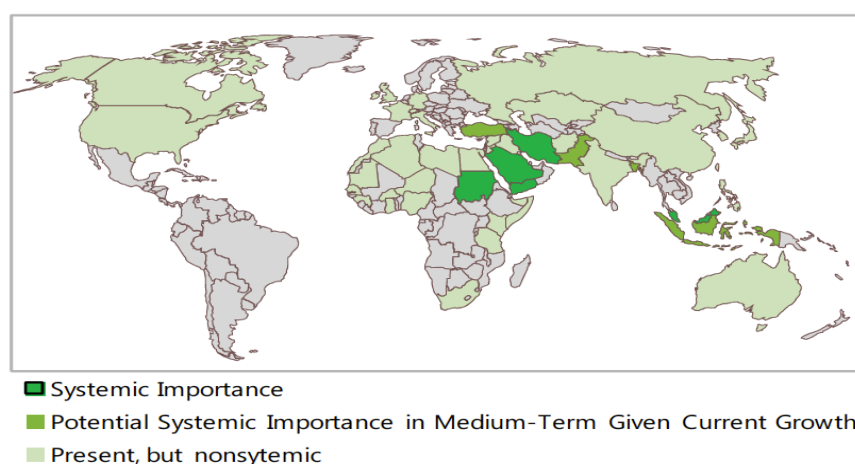 Systemic Importance
Potential Systemic Importance in Medium-Term Given Current Growth
Present, but nonsytemic